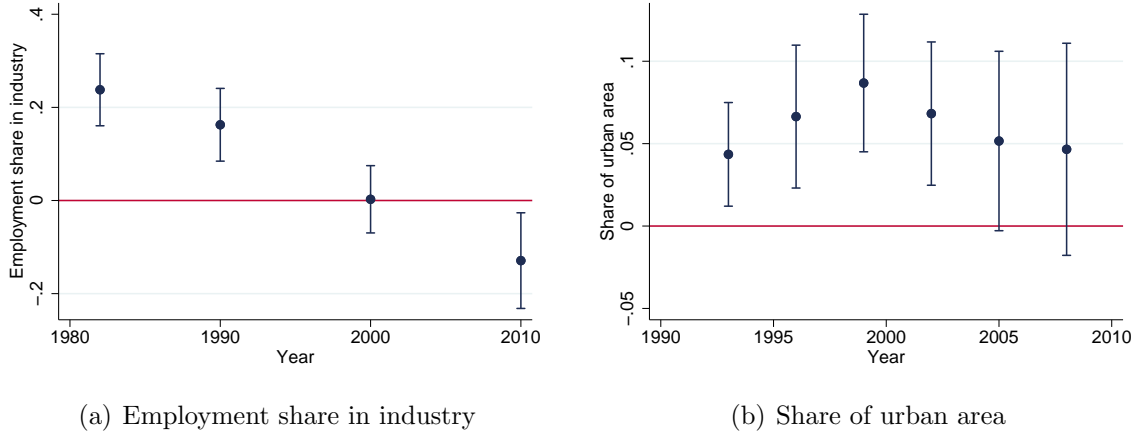 .4
.2
0
-.2
Employment share in industry
1980 1990 2000 2010
Year
(a) Employment share in industry
.1
.05
0
-.05
Share of urban area
1990 1995 2000 2005 2010
Year
(b) Share of urban area